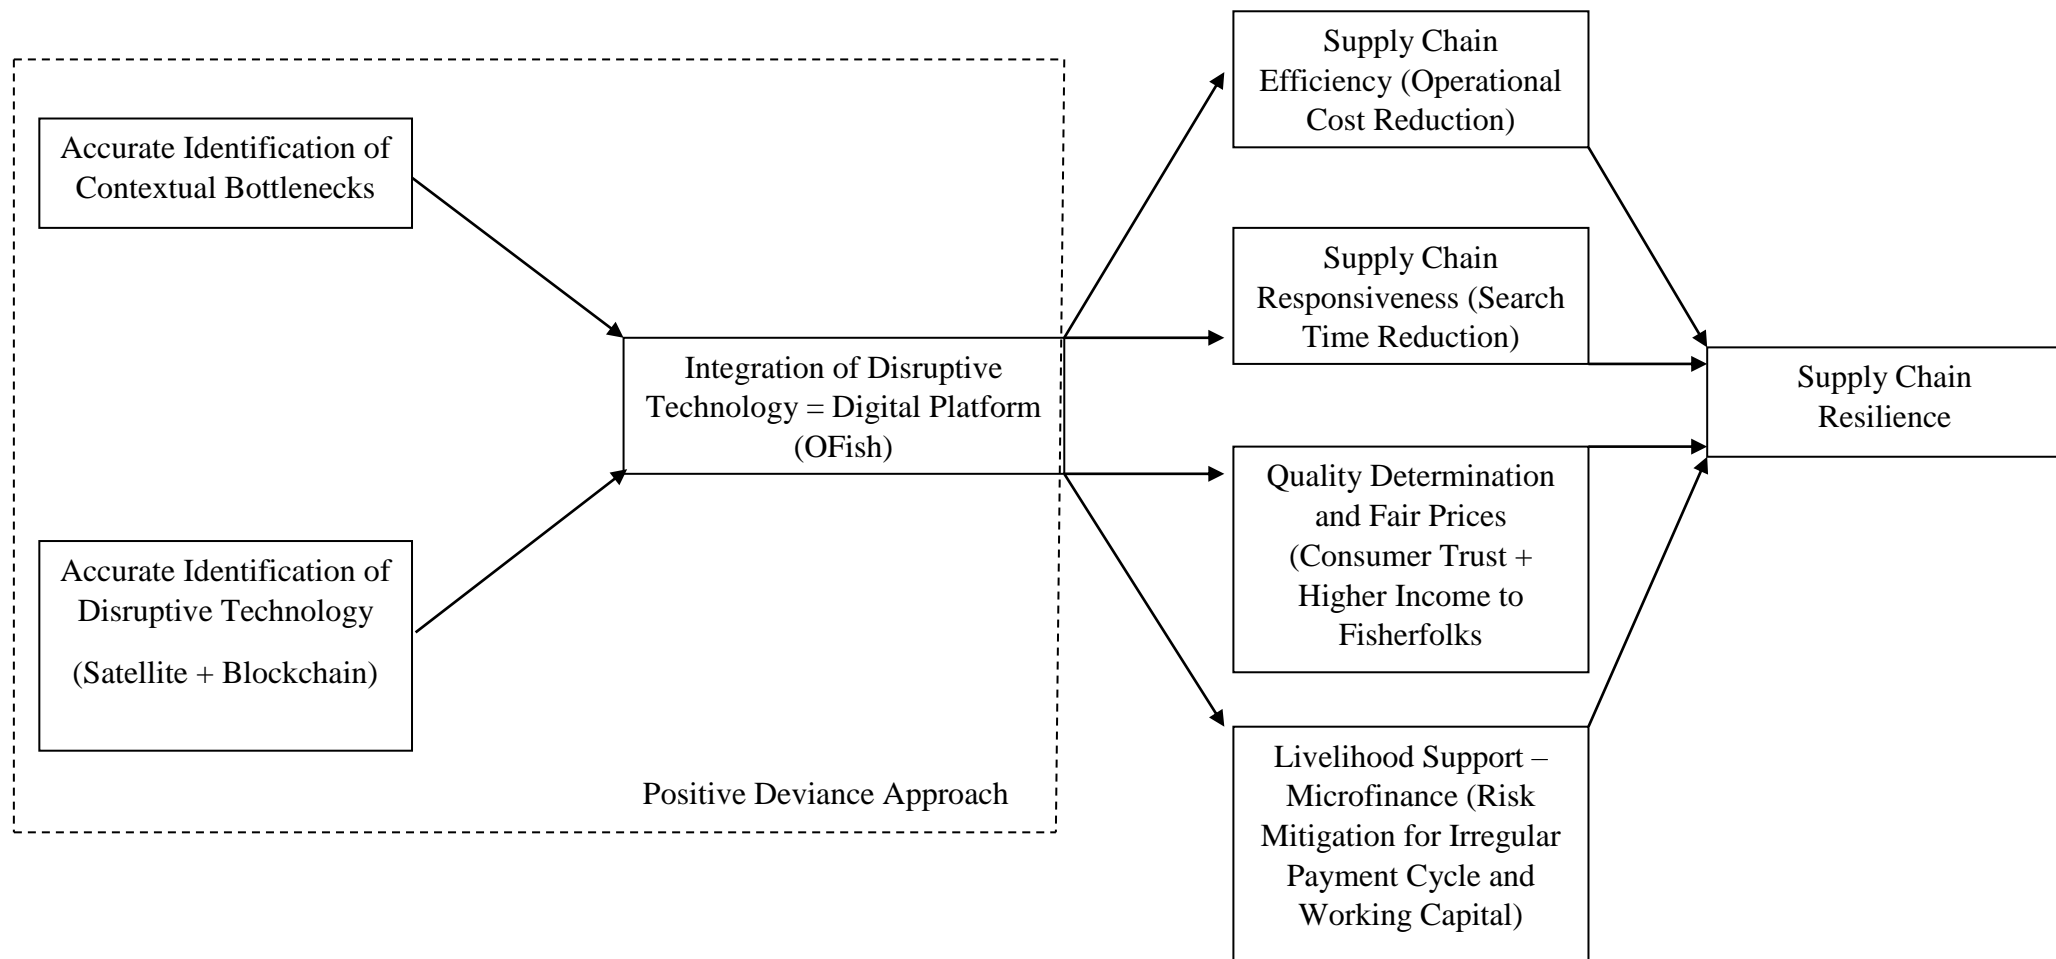 Accurate Identification of
Contextual Bottlenecks
Accurate Identification of
Disruptive Technology
(Satellite + Blockchain)
Integration of Disruptive
Technology = Digital Platform
(OFish)
Positive Deviance Approach
Supply Chain
Efficiency (Operational
Cost Reduction)
Supply Chain
Responsiveness (Search
Time Reduction)
Quality Determination
and Fair Prices
(Consumer Trust +
Higher Income to
Fisherfolks
Livelihood Support –
Microfinance (Risk
Mitigation for Irregular
Payment Cycle and
Working Capital)
Supply Chain
Resilience